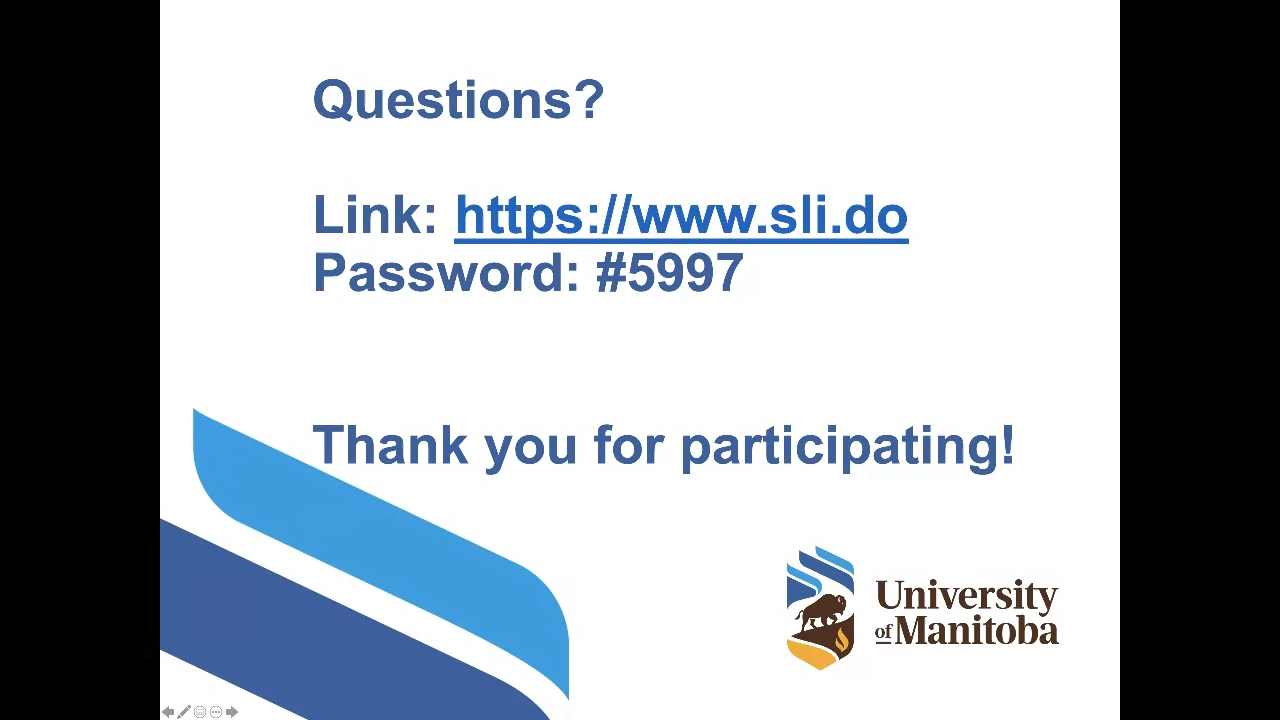 Questions?
Link: https://www.sli.do
Password: #5997
Thank you for participating!
University
of Manitoba